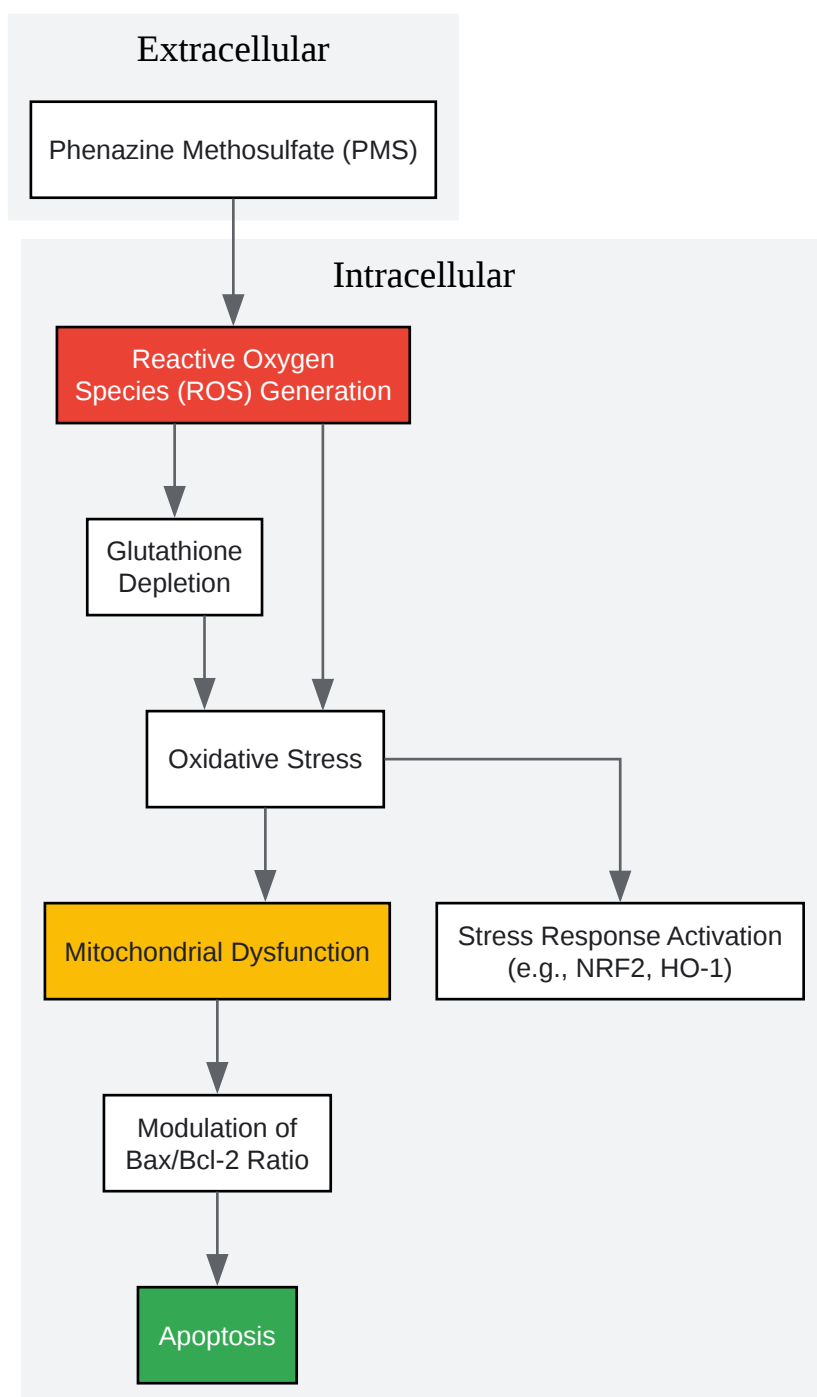 Extracellular
Phenazine Methosulfate (PMS)
Intracellular
Reactive Oxygen
Species (ROS) Generation
Glutathione
Depletion
Oxidative Stress
Mitochondrial Dysfunction
Stress Response Activation
(e.g., NRF2, HO-1)
Modulation of
Bax/Bcl-2 Ratio
Apoptosis